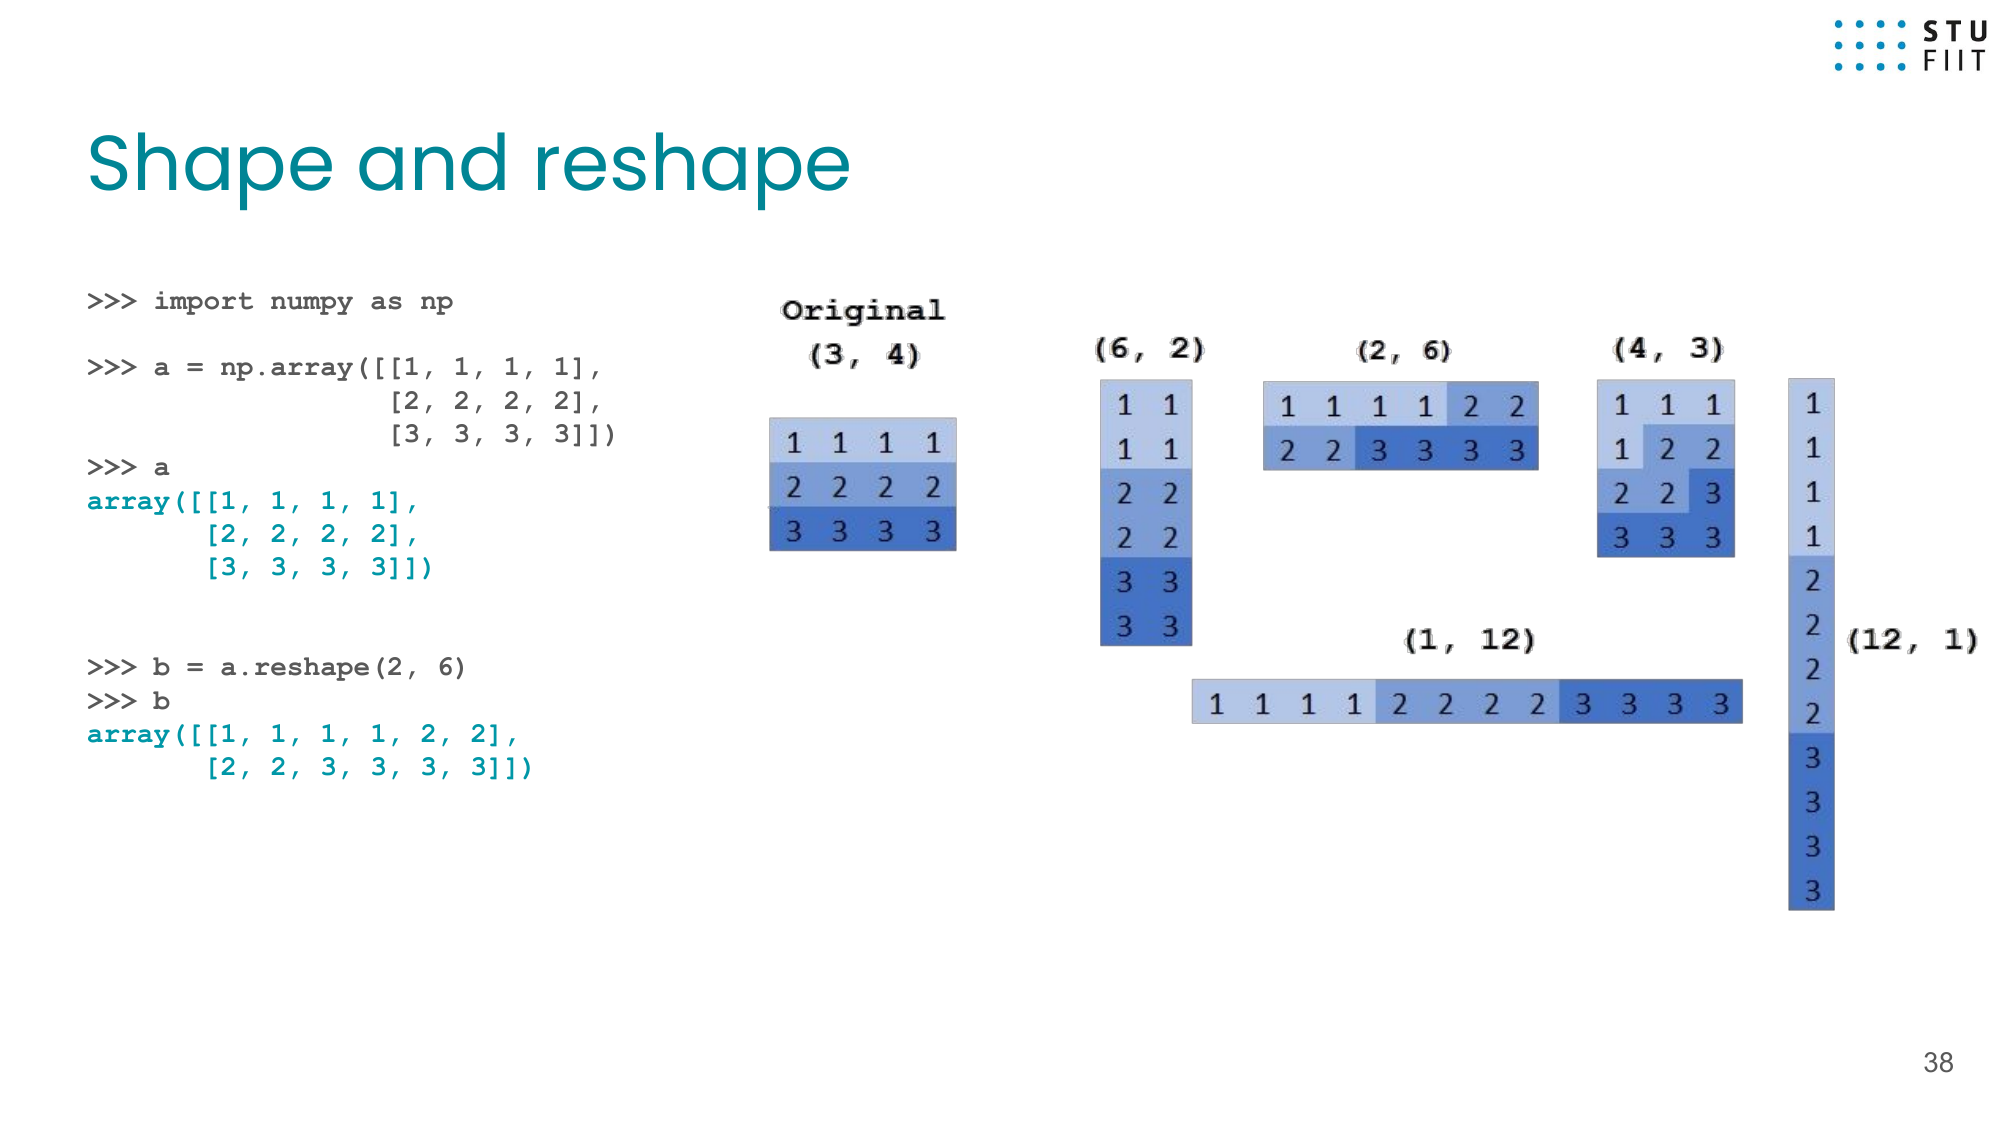 STU
FIIT
Shape and reshape
>>> import numpy as np
>>> a = np.array([[1, 1, 1, 1],
[2, 2, 2, 2],
[3, 3, 3, 3]])
>>> a
array([[1, 1, 1, 1],
[2, 2, 2, 2],
[3, 3, 3, 3]])
>>> b = a.reshape(2, 6)
>>> b
array([[1, 1, 1, 1, 2, 2],
[2, 2, 3, 3, 3, 3]])
Original
(3, 4)
1 1 1 1
2 2 2 2
3 3 3 3
(6, 2)
1 1
1 1
2 2
2 2
3 3
3 3
(2, 6)
1 1 1 1 2 2
2 2 3 3 3 3
(4, 3)
1 1 1
1 2 2
2 2 3
3 3 3
(1, 12)
1 1 1 1 2 2 2 2 3 3 3 3
1
1
1
1
2
2
2
2
3
3
3
3
(12, 1)
38